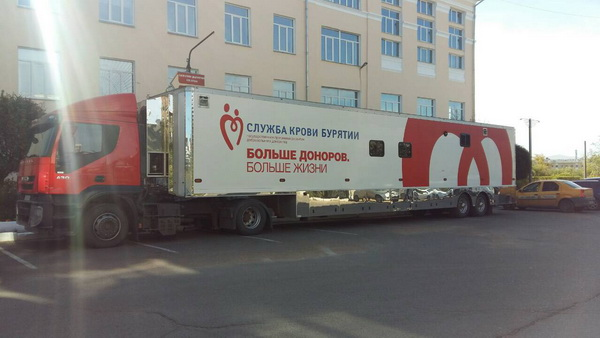 СЛУЖБА КРОВИ БУРЯТИИ
БОЛЬШЕ ДОНОРОВ.
БОЛЬШЕ ЖИЗНИ